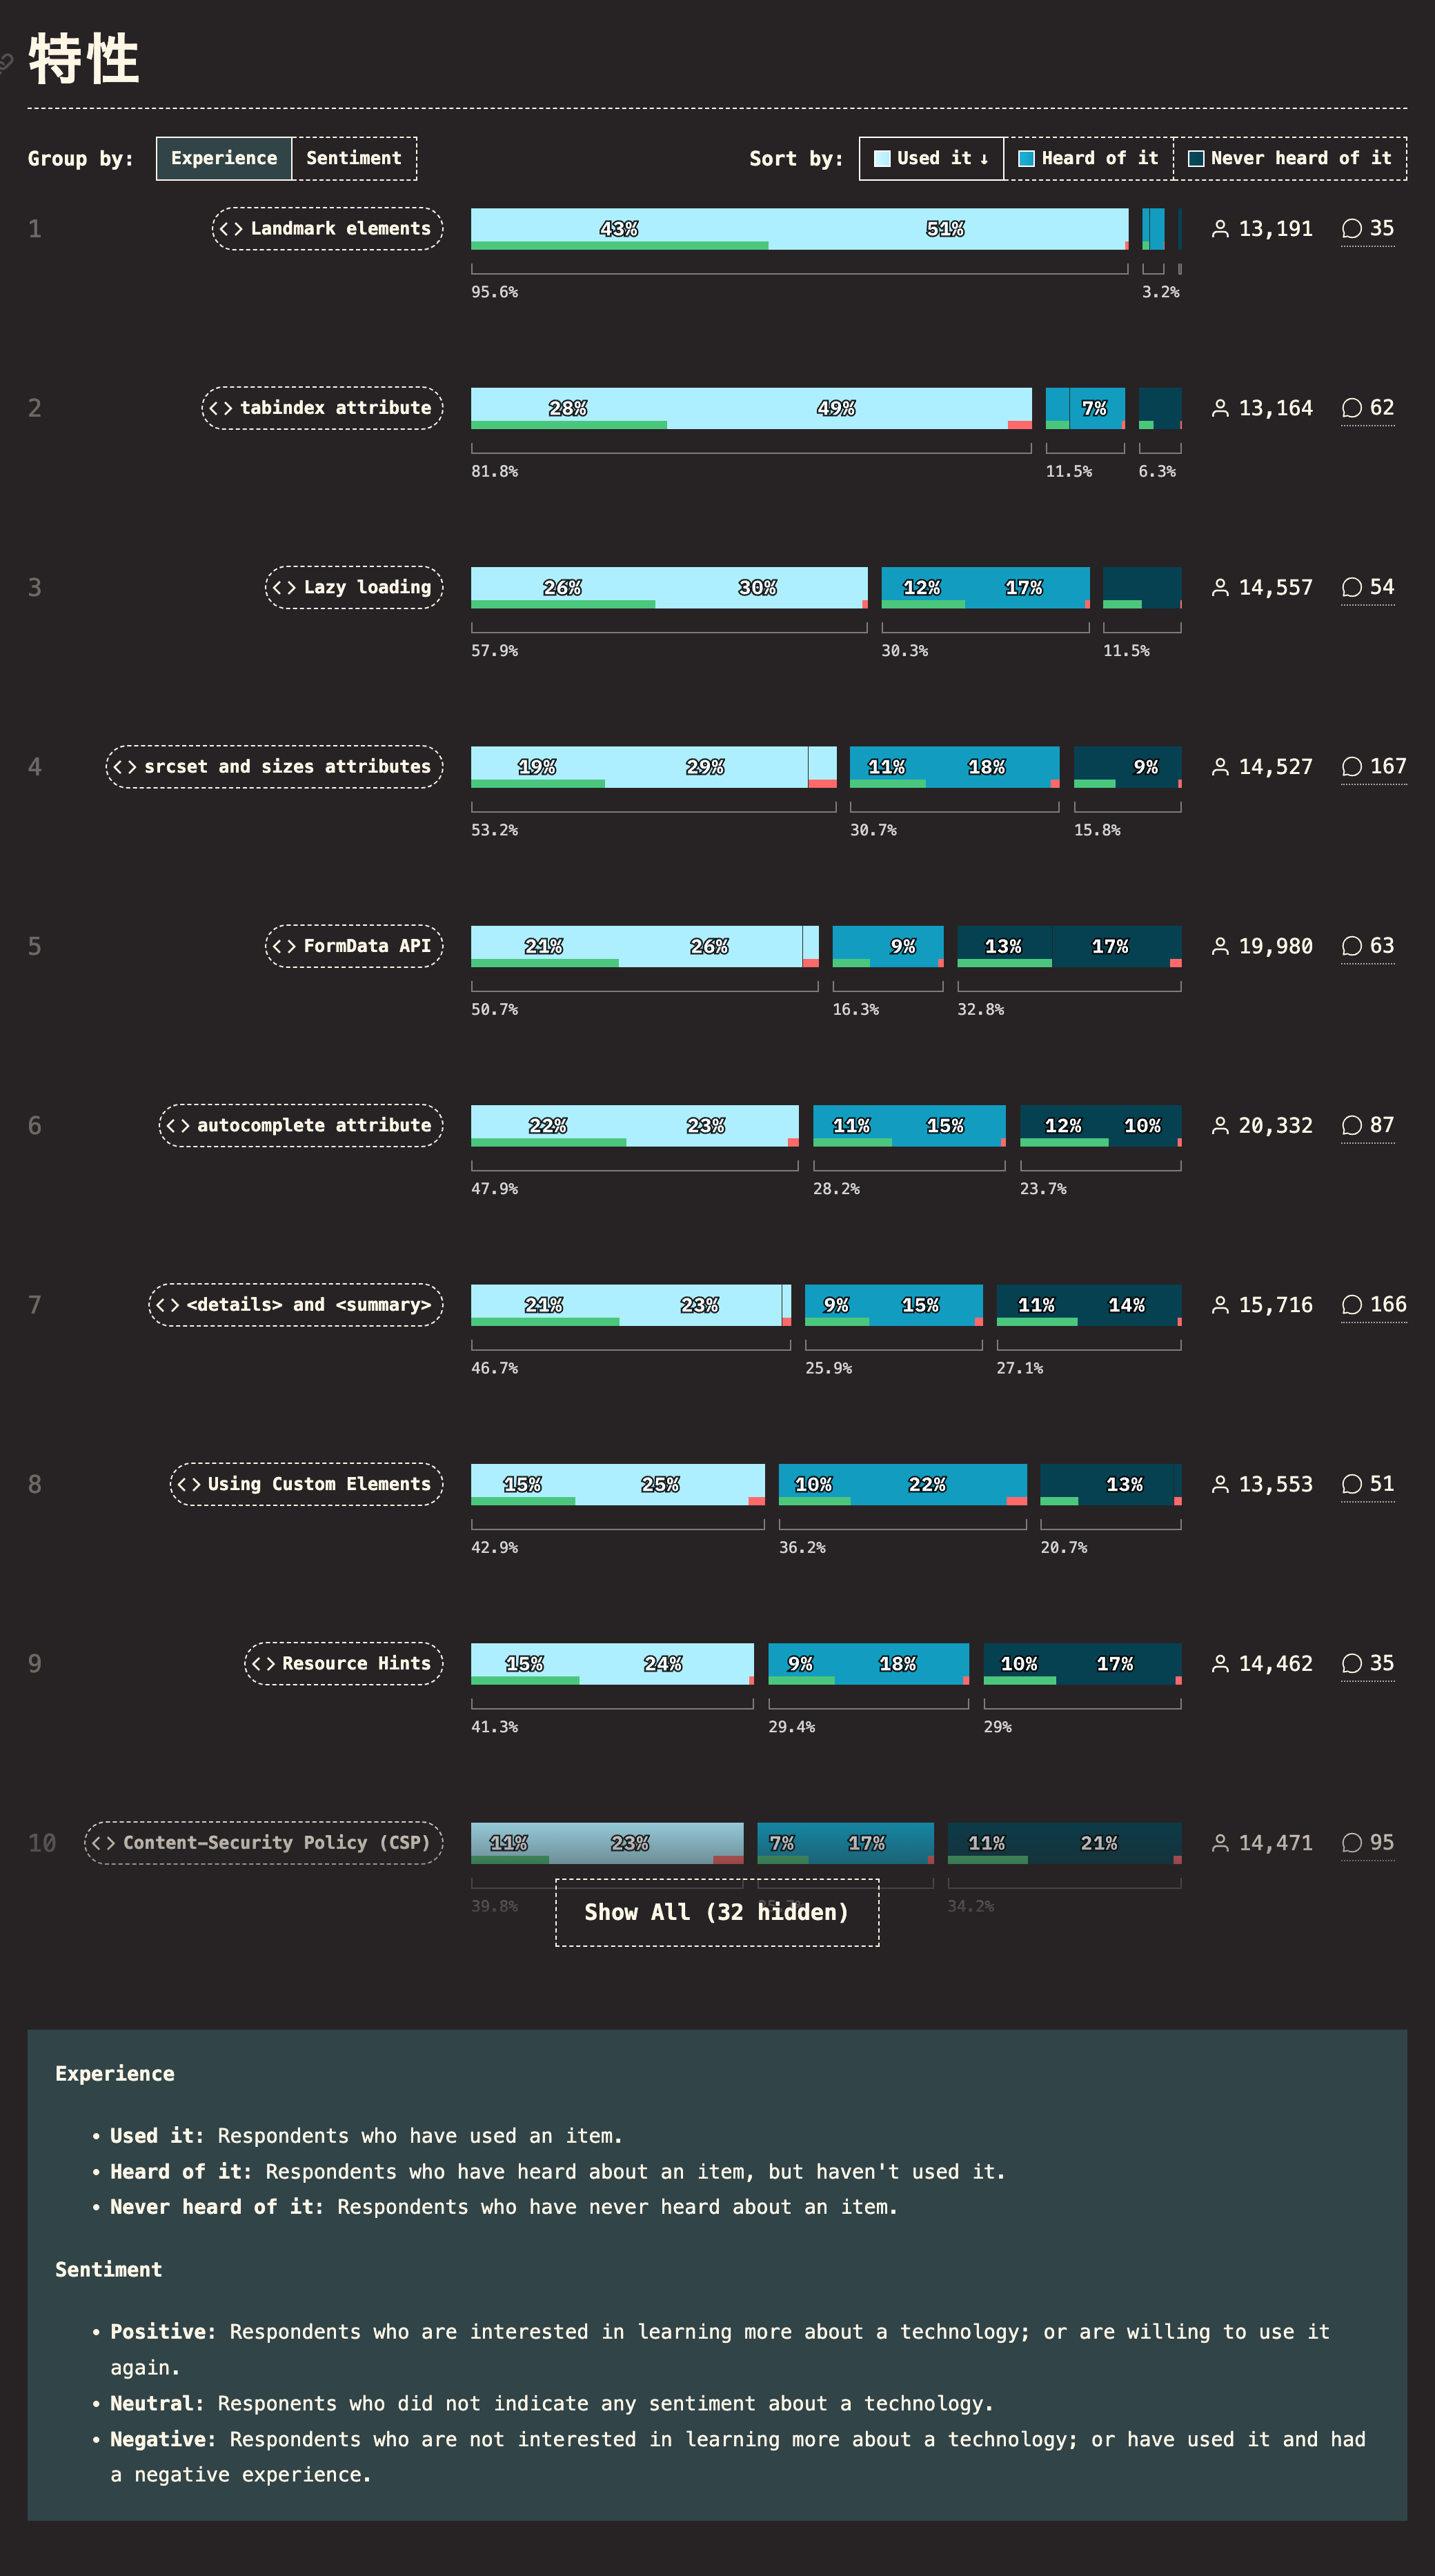 特性
Group by: Experience Sentiment Sort by: Used it ↓ Heard of it Never heard of it
1 <> Landmark elements 43% 51% 13,191 35
95.6% 3.2%
2 <> tabindex attribute 28% 49% 7% 13,164 62
81.8% 11.5% 6.3%
3 <> Lazy loading 26% 30% 12% 17% 14,557 54
57.9% 30.3% 11.5%
4 <> srcset and sizes attributes 19% 29% 11% 18% 9% 14,527 167
53.2% 30.7% 15.8%
5 <> FormData API 21% 26% 9% 13% 17% 19,980 63
50.7% 16.3% 32.8%
6 <> autocomplete attribute 22% 23% 11% 15% 12% 10% 20,332 87
47.9% 28.2% 23.7%
7 <> <details> and <summary> 21% 23% 9% 15% 11% 14% 15,716 166
46.7% 25.9% 27.1%
8 <> Using Custom Elements 15% 25% 10% 22% 13% 13,553 51
42.9% 36.2% 20.7%
9 <> Resource Hints 15% 24% 9% 18% 10% 17% 14,462 35
41.3% 29.4% 29%
10 <> Content-Security Policy (CSP) 11% 23% 7% 17% 11% 21% 14,471 95
39.8% 34.2%
Show All (32 hidden)
Experience
• Used it: Respondents who have used an item.
• Heard of it: Respondents who have heard about an item, but haven't used it.
• Never heard of it: Respondents who have never heard about an item.
Sentiment
• Positive: Respondents who are interested in learning more about a technology; or are willing to use it
again.
• Neutral: Responents who did not indicate any sentiment about a technology.
• Negative: Respondents who are not interested in learning more about a technology; or have used it and had
a negative experience.